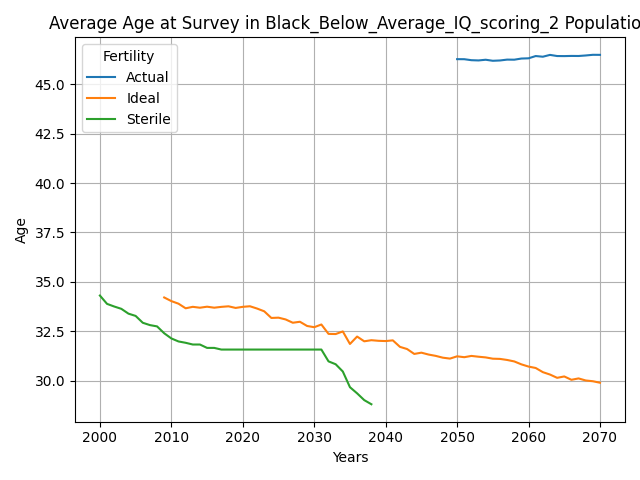 Average Age at Survey in Black_Below_Average_IQ_scoring_2 Populatio
Fertility
Actual
Ideal
Sterile
45.0
42.5
40.0
37.5
35.0
32.5
30.0
Age
2000 2010 2020 2030 2040 2050 2060 2070
Years